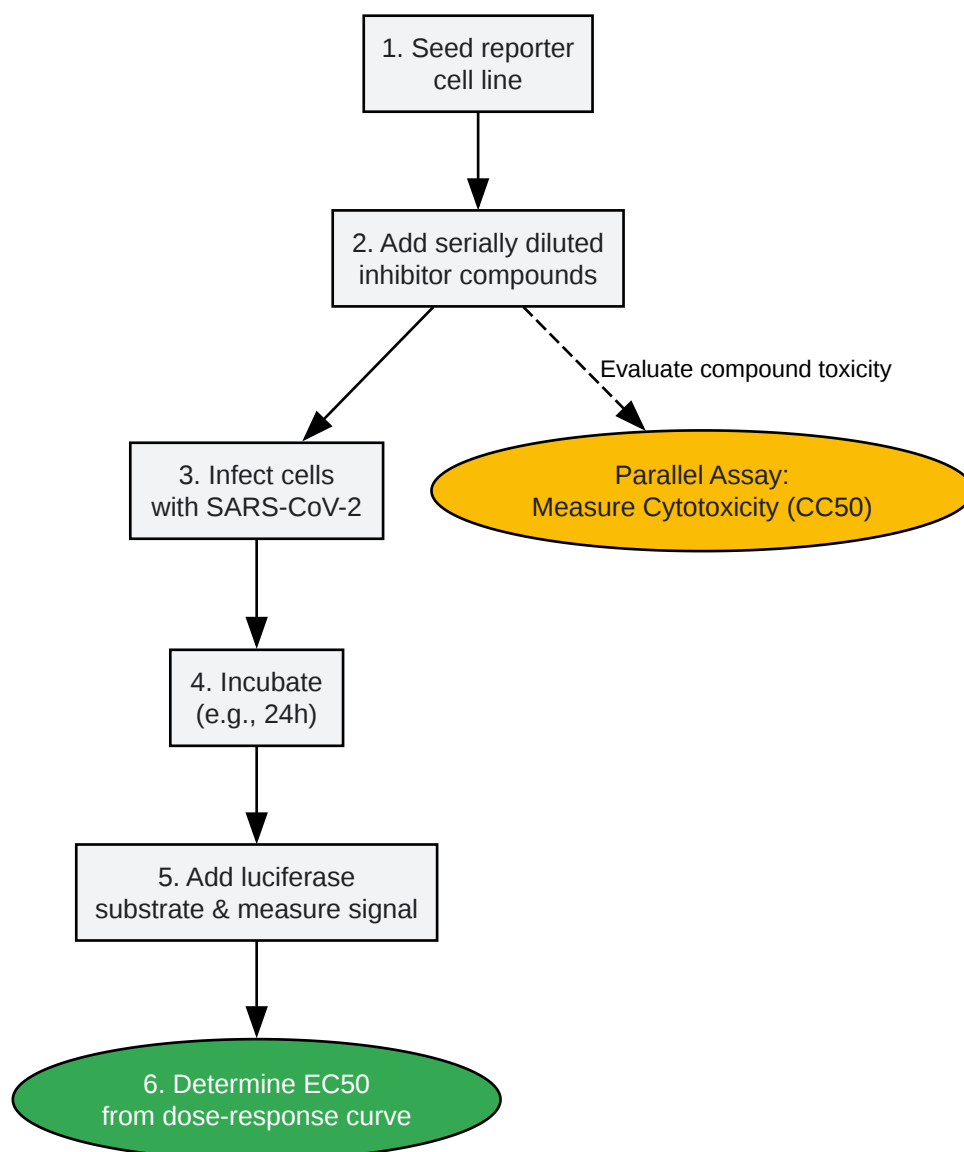 1. Seed reporter
cell line
2. Add serially diluted
inhibitor compounds
Evaluate compound toxicity
3. Infect cells
with SARS-CoV-2
Parallel Assay:
Measure Cytotoxicity (CC50)
4. Incubate
(e.g., 24h)
5. Add luciferase
substrate & measure signal
6. Determine EC50
from dose-response curve